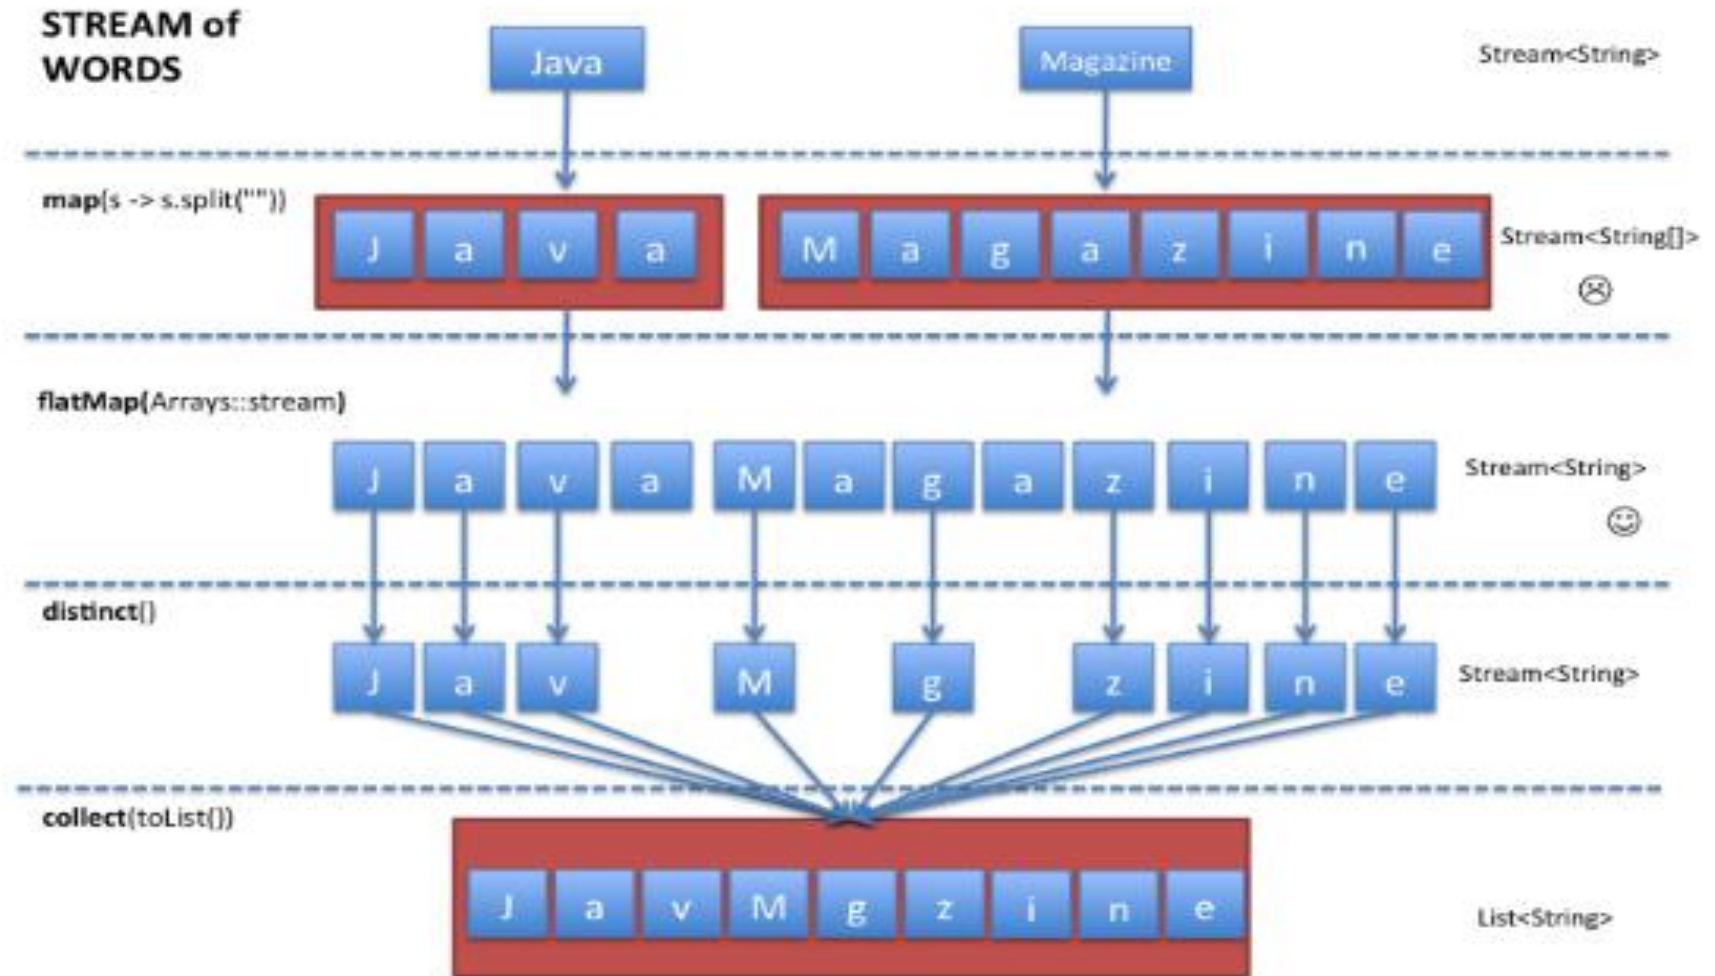 STREAM of
WORDS
Java
Magazine
Stream<String>
map(s -> s.split(""))
J a v a
M a g a z i n e
Stream<String[]>
flatMap(Arrays::stream)
J a v a M a g a z i n e
Stream<String>
distinct()
J a v M g z i n e
Stream<String>
collect(toList())
J a v M g z i n e
List<String>